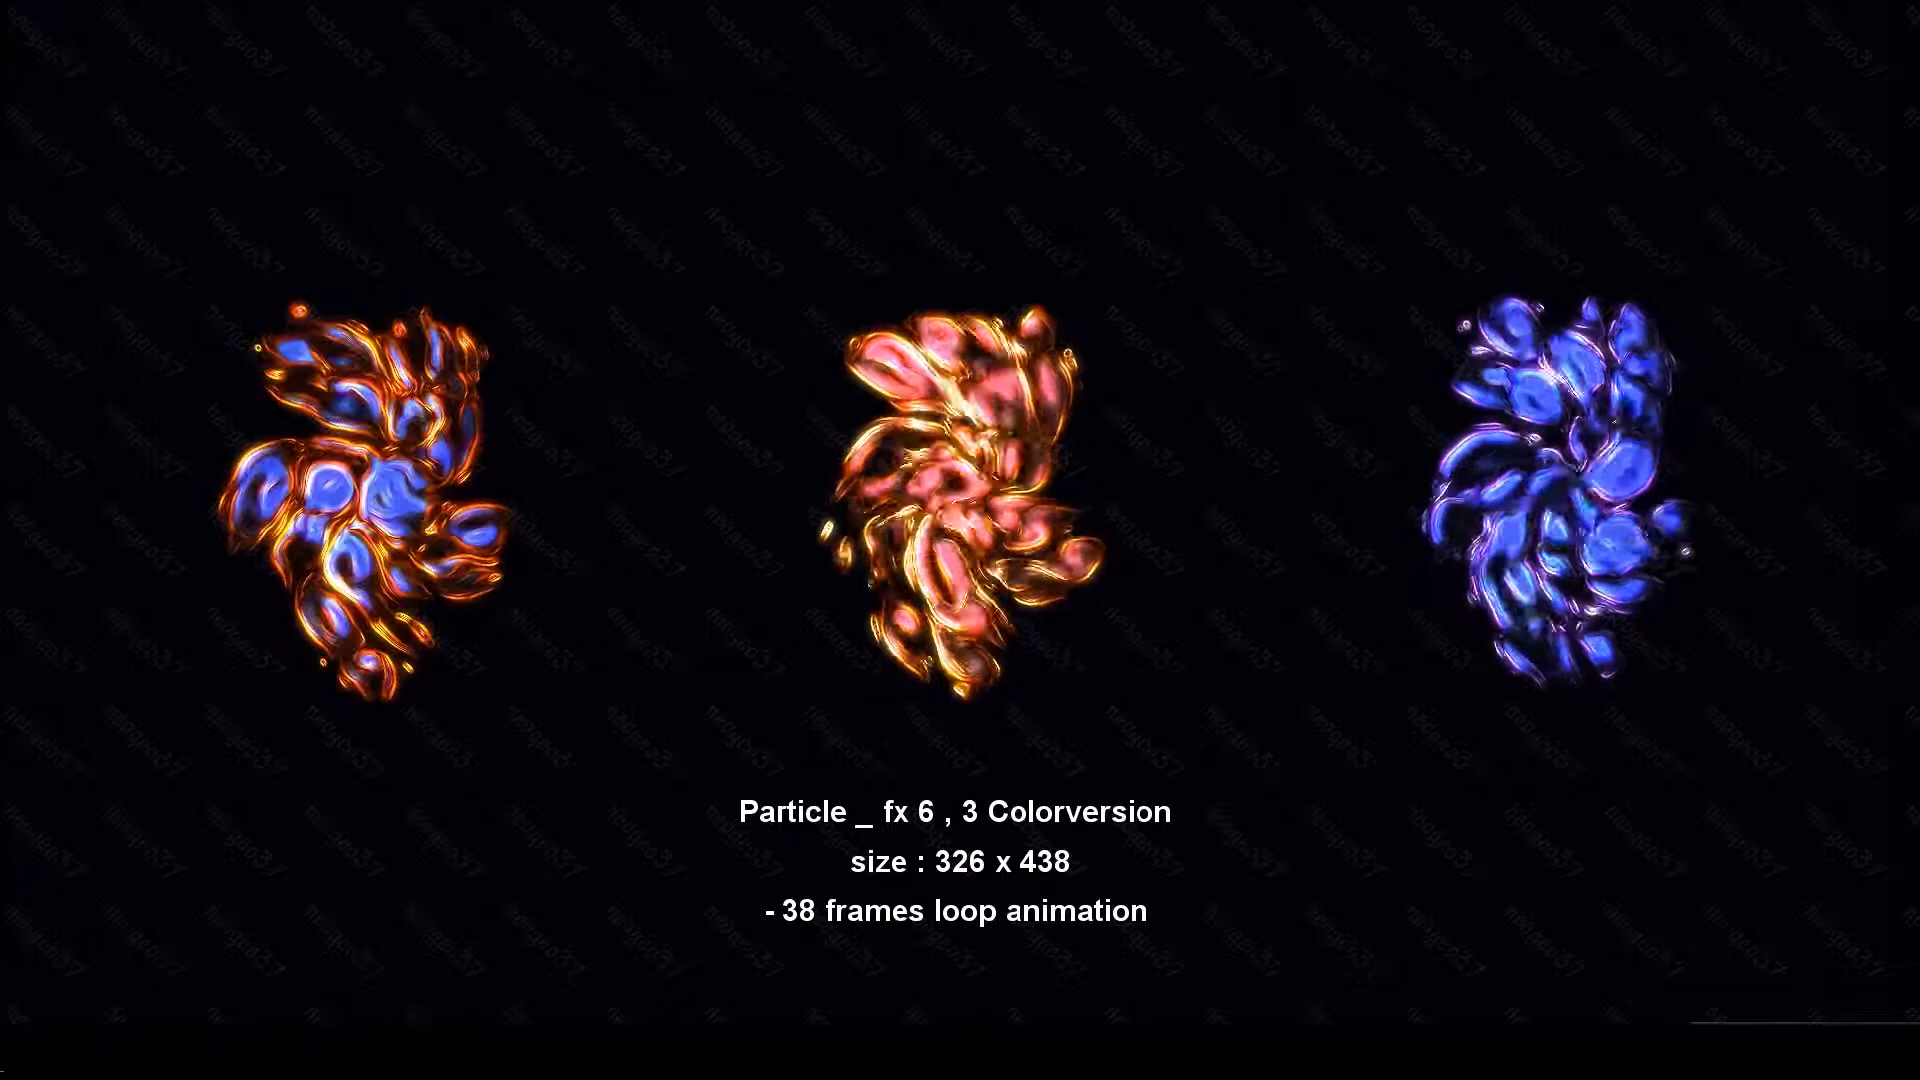 Particle _ fx 6 , 3 Colorversion
size : 326 x 438
- 38 frames loop animation